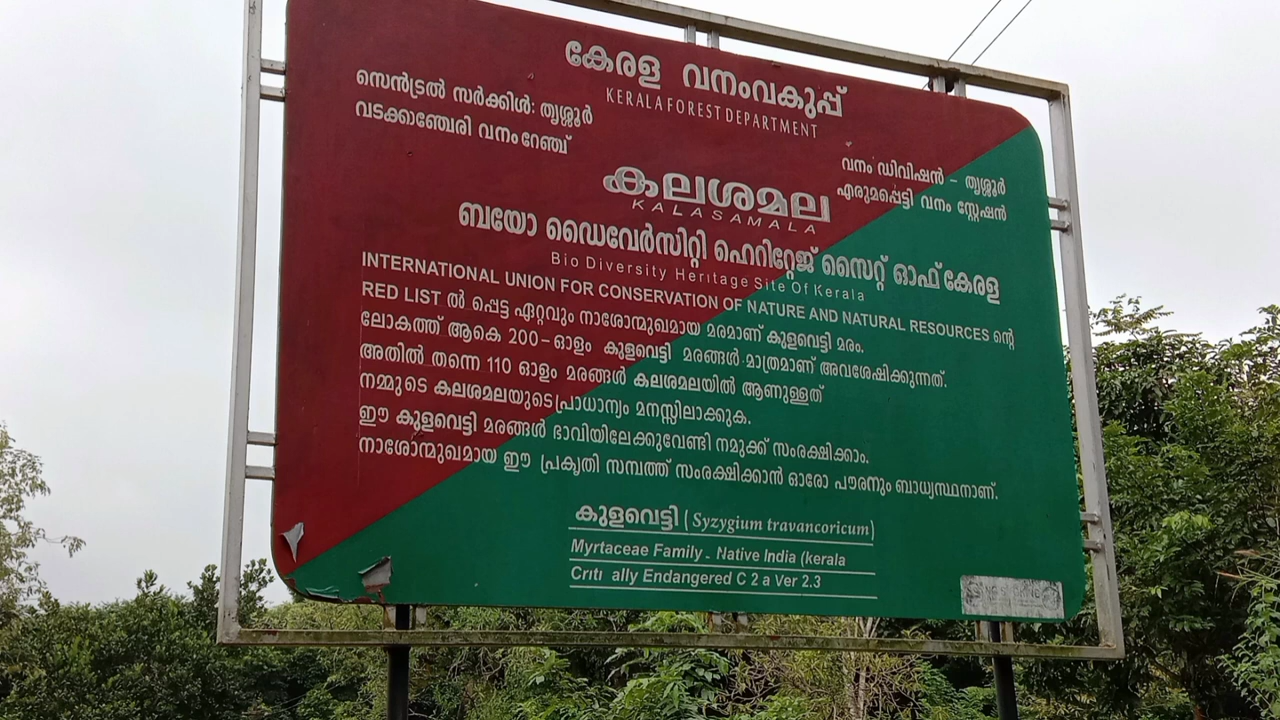 കേരള വനംവകുപ്പ്
KERALA FOREST DEPARTMENT
സെൻട്രൽ സർക്കിൾ: തൃശ്ശൂർ
വടക്കാഞ്ചേരി വനം റേഞ്ച്
വനം ഡിവിഷൻ - തൃശ്ശൂർ
എരുമപ്പെട്ടി വനം സ്റ്റേഷൻ
കലശമല
KALASAMALA
ബയോ ഡൈവേർസിറ്റി ഹെറിറ്റേജ് സൈറ്റ് ഓഫ് കേരള
Bio Diversity Heritage Site Of Kerala
INTERNATIONAL UNION FOR CONSERVATION OF NATURE AND NATURAL RESOURCES ന്റെ
RED LIST ൽ പ്പെട്ട ഏറ്റവും നാശോന്മുഖമായ മരമാണ് കുളവെട്ടി മരം.
ലോകത്ത് ആകെ 200-ഓളം കുളവെട്ടി മരങ്ങൾ മാത്രമാണ് അവശേഷിക്കുന്നത്.
അതിൽ തന്നെ 110 ഓളം മരങ്ങൾ കലശമലയിൽ ആണുള്ളത്
നമ്മുടെ കലശമലയുടെ പ്രാധാന്യം മനസ്സിലാക്കുക.
ഈ കുളവെട്ടി മരങ്ങൾ ഭാവിയിലേക്കുവേണ്ടി നമുക്ക് സംരക്ഷിക്കാം.
നാശോന്മുഖമായ ഈ പ്രകൃതി സമ്പത്ത് സംരക്ഷിക്കാൻ ഓരോ പൗരനും ബാധ്യസ്ഥനാണ്.
കുളവെട്ടി ( Syzygium travancoricum)
Myrtaceae Family - Native India (kerala
Criti ally Endangered C 2 a Ver 2.3